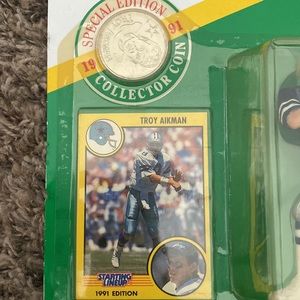 SPECIAL EDITION
1991
COLLECTOR COIN
TROY AIKMAN
STARTING
LINEUP
1991 EDITION